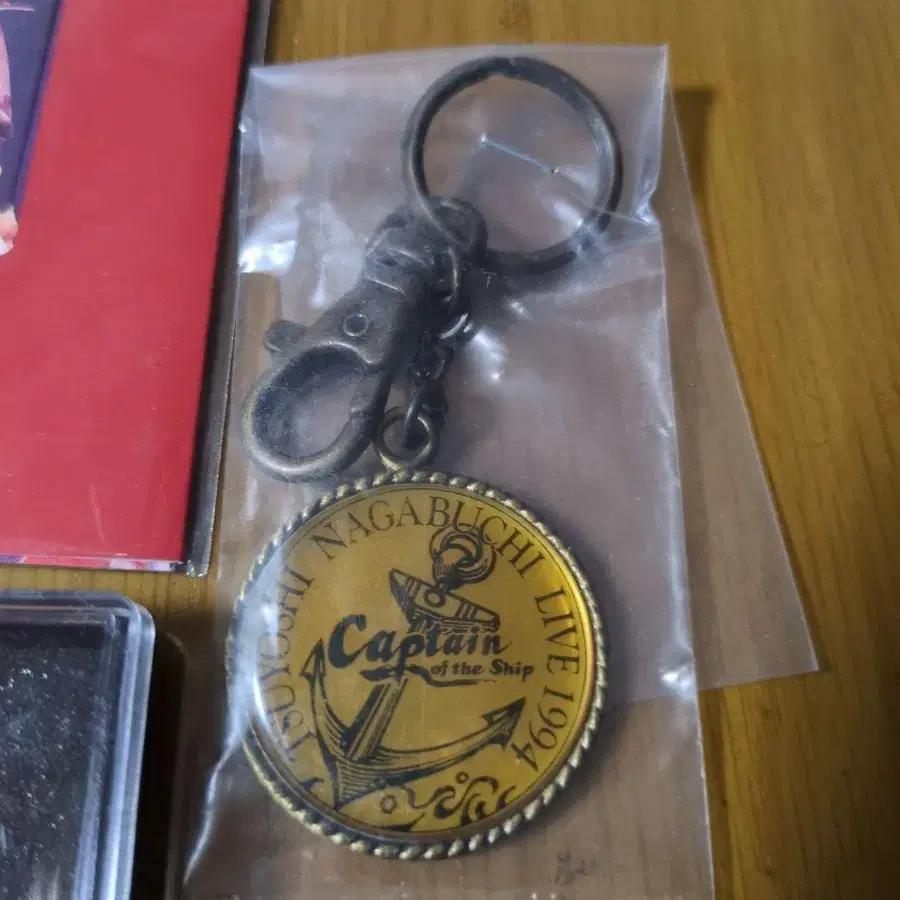 TSUYOSHI NAGABUCHI LIVE 1994
Captain
of the Ship